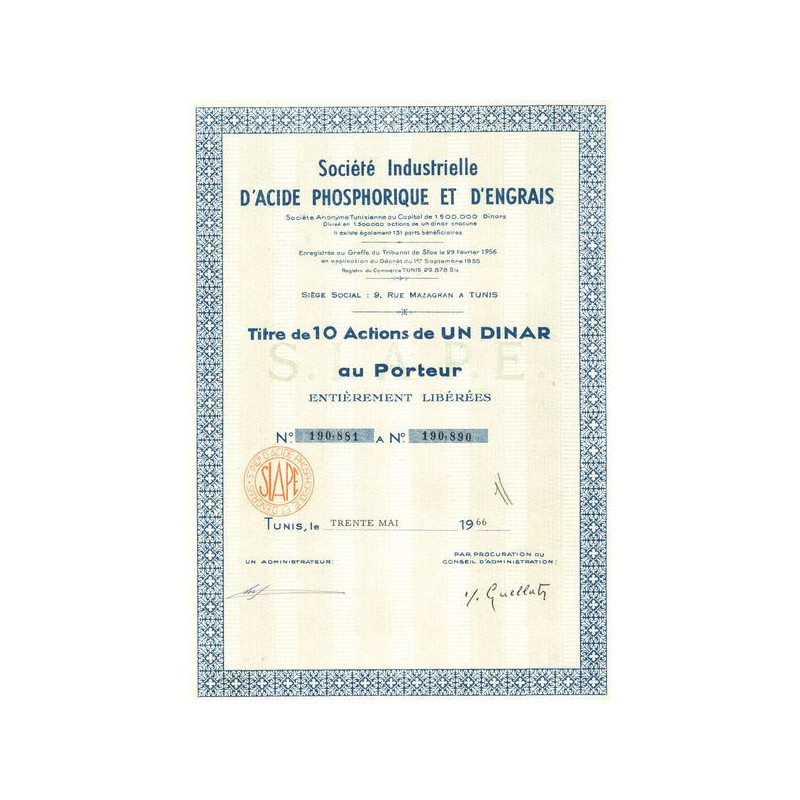 Société Industrielle
D'ACIDE PHOSPHORIQUE ET D'ENGRAIS
Société Anonyme Tunisienne au Capital de 1.500.000 Dinars
Divisé en 1.500.000 actions de un dinar chacune
Il existe également 131 parts bénéficiaires
Enregistrée au Greffe du Tribunal de Sfax le 29 Février 1956
en application du Décret du 1er Septembre 1955
Registre du Commerce TUNIS 29.878 Bis
SIÈGE SOCIAL : 9, RUE MAZAGRAN A TUNIS
Titre de 10 Actions de UN DINAR
S.I.A.P.E.
au Porteur
ENTIÈREMENT LIBÉRÉES
No. 190,881 A No. 190,890
SIAPE
TUNIS, le TRENTE MAI 1966
UN ADMINISTRATEUR:
PAR PROCURATION DU
CONSEIL D'ADMINISTRATION: